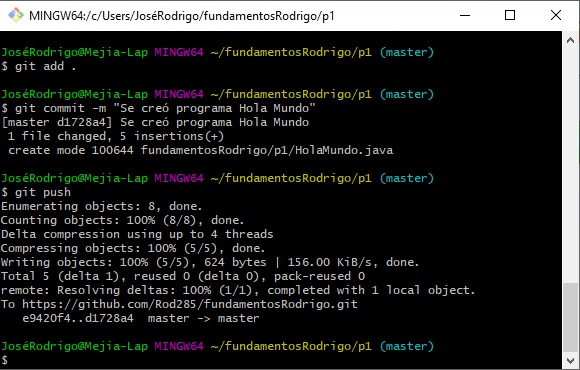 MINGW64:/c/Users/JoséRodrigo/fundamentosRodrigo/p1
JoséRodrigo@Mejia-Lap MINGW64 ~/fundamentosRodrigo/p1 (master)
$ git add .
JoséRodrigo@Mejia-Lap MINGW64 ~/fundamentosRodrigo/p1 (master)
$ git commit -m "Se creó programa Hola Mundo"
[master d1728a4] Se creó programa Hola Mundo
1 file changed, 5 insertions(+)
create mode 100644 fundamentosRodrigo/p1/HolaMundo.java
JoséRodrigo@Mejia-Lap MINGW64 ~/fundamentosRodrigo/p1 (master)
$ git push
Enumerating objects: 8, done.
Counting objects: 100% (8/8), done.
Delta compression using up to 4 threads
Compressing objects: 100% (5/5), done.
Writing objects: 100% (5/5), 624 bytes | 156.00 KiB/s, done.
Total 5 (delta 1), reused 0 (delta 0), pack-reused 0
remote: Resolving deltas: 100% (1/1), completed with 1 local object.
To https://github.com/Rod285/fundamentosRodrigo.git
e9420f4..d1728a4  master -> master
JoséRodrigo@Mejia-Lap MINGW64 ~/fundamentosRodrigo/p1 (master)
$